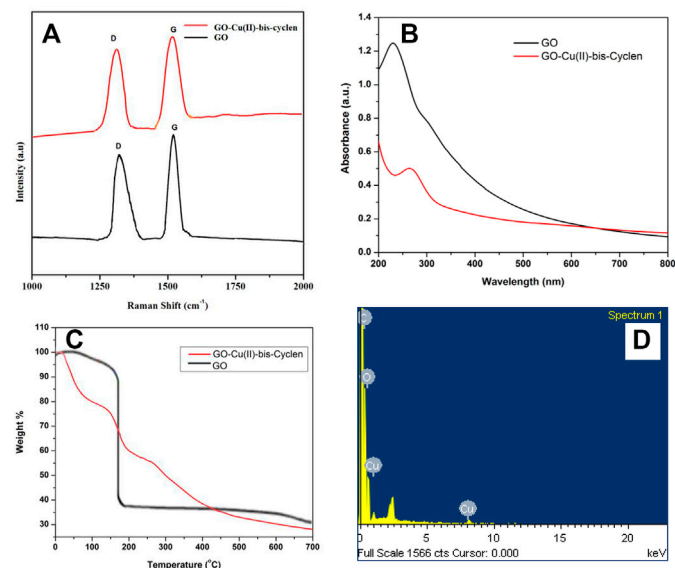 A
D
G
GO-Cu(II)-bis-cyclen
GO
D
G
Intensity (a.u)
1000
1250
1500
1750
2000
Raman Shift (cm⁻¹)
B
GO
GO-Cu(II)-bis-Cyclen
Absorbance (a.u.)
1.4
1.2
1.0
0.8
0.6
0.4
0.2
0.0
200
300
400
500
600
700
800
Wavelength (nm)
C
GO-Cu(II)-bis-Cyclen
GO
Weight %
110
100
90
80
70
60
50
40
30
0
100
200
300
400
500
600
700
Temperature (°C)
Spectrum 1
D
C
O
Cu
Cu
5
10
15
20
keV
Full Scale 1566 cts Cursor: 0.000